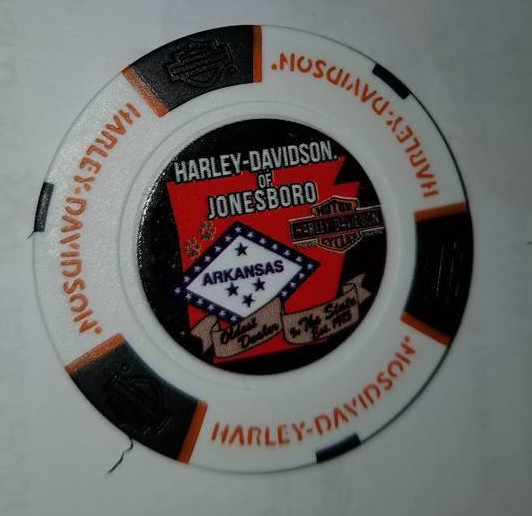 HARLEY-DAVIDSON.
OF
JONESBORO
HARLEY-DAVIDSON
ARKANSAS
Oldest
Dealer
In The State
Est.
HARLEY-DAVIDSON.
HARLEY-DAVIDSON.
HARLEY-DAVIDSON.